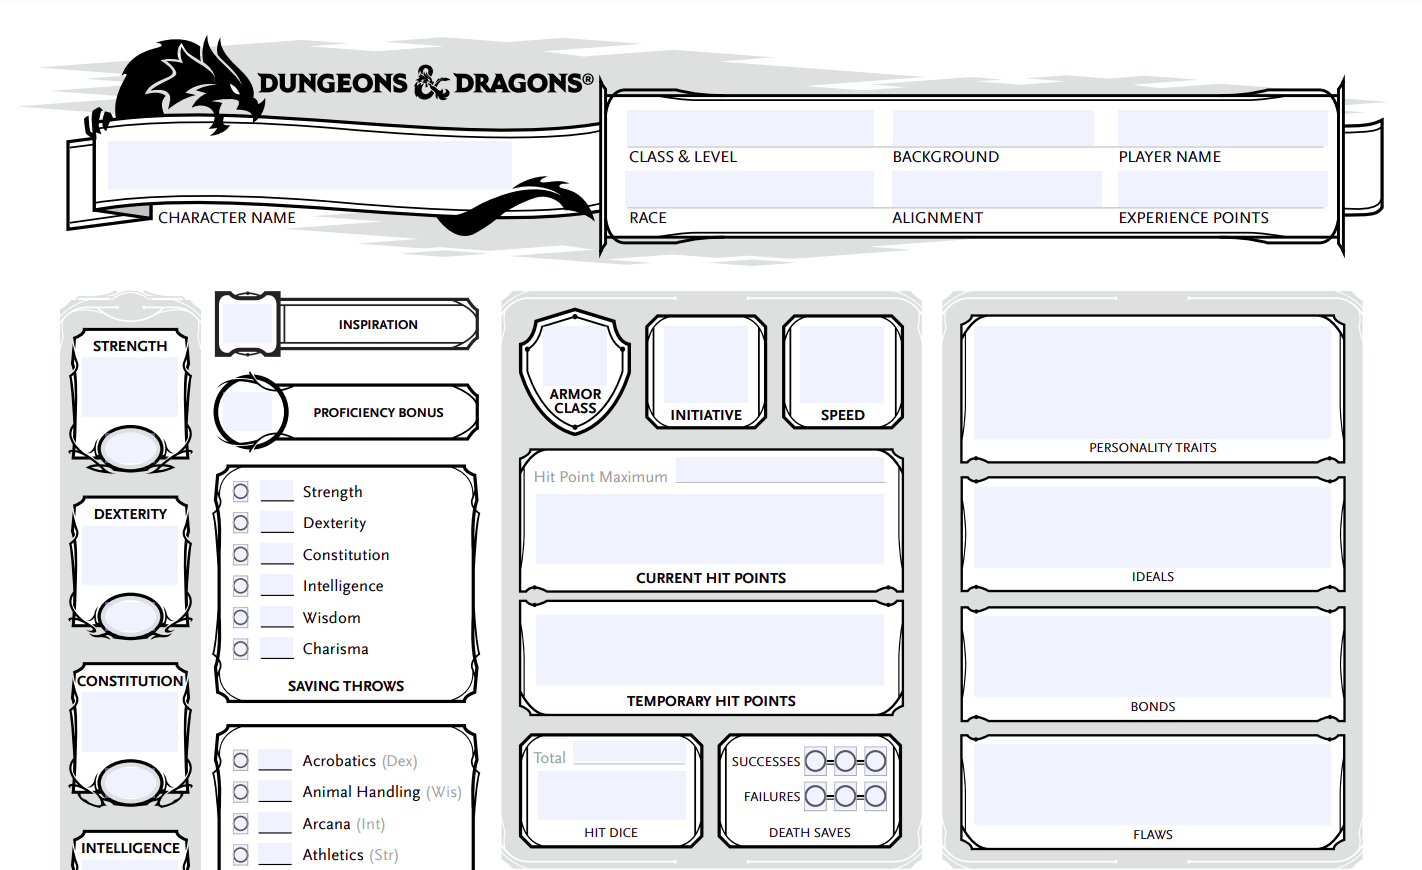 DUNGEONS & DRAGONS®
CHARACTER NAME
CLASS & LEVEL
BACKGROUND
PLAYER NAME
RACE
ALIGNMENT
EXPERIENCE POINTS
STRENGTH
DEXTERITY
CONSTITUTION
INTELLIGENCE
INSPIRATION
PROFICIENCY BONUS
Strength
Dexterity
Constitution
Intelligence
Wisdom
Charisma
SAVING THROWS
Acrobatics (Dex)
Animal Handling (Wis)
Arcana (Int)
Athletics (Str)
ARMOR
CLASS
INITIATIVE
SPEED
Hit Point Maximum
CURRENT HIT POINTS
TEMPORARY HIT POINTS
Total
HIT DICE
SUCCESSES
FAILURES
DEATH SAVES
PERSONALITY TRAITS
IDEALS
BONDS
FLAWS